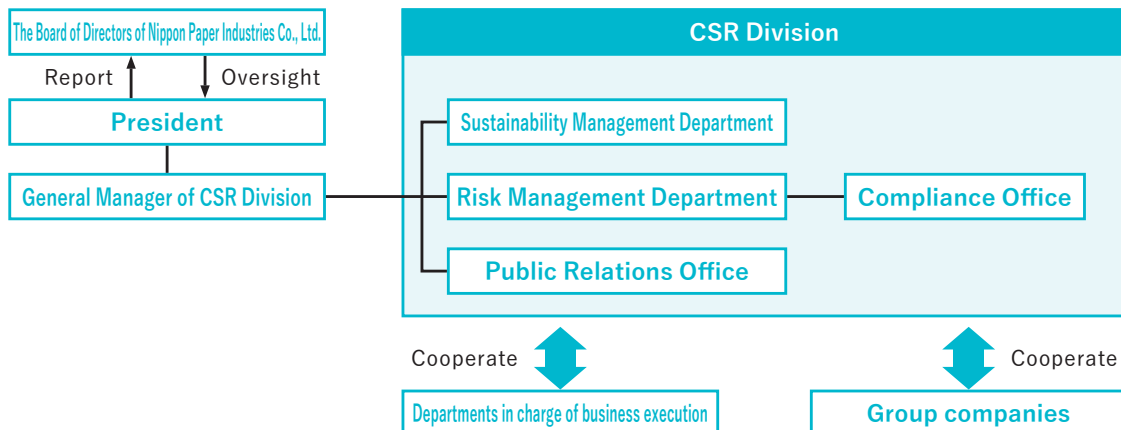 The Board of Directors of Nippon Paper Industries Co., Ltd.
Report
Oversight
President
General Manager of CSR Division
CSR Division
Sustainability Management Department
Risk Management Department
Compliance Office
Public Relations Office
Cooperate
Cooperate
Departments in charge of business execution
Group companies